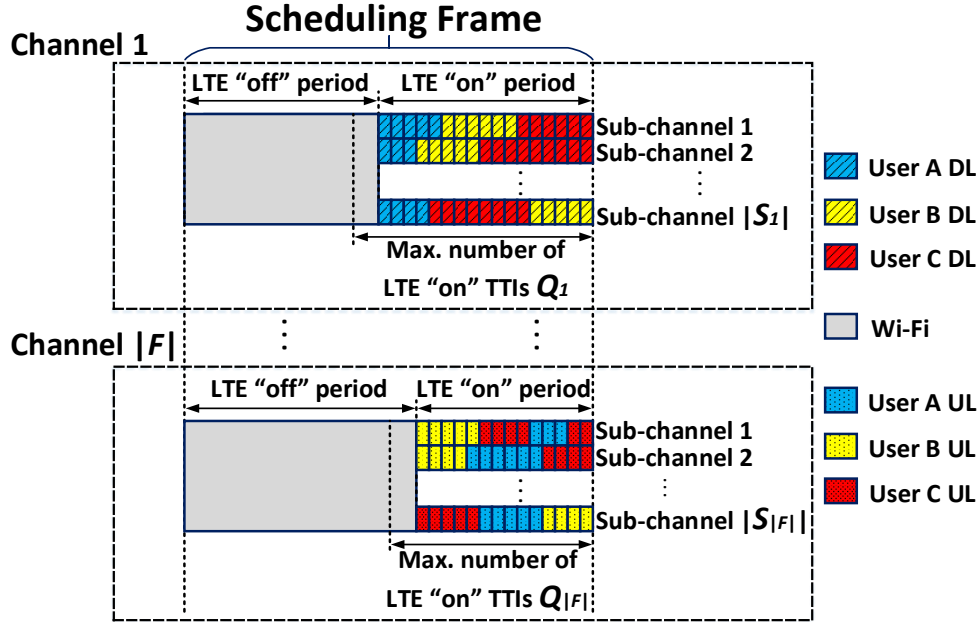 Scheduling Frame
Channel 1
LTE “off” period
LTE “on” period
Sub-channel 1
Sub-channel 2
Sub-channel |S1|
Max. number of
LTE “on” TTIs Q1
User A DL
User B DL
User C DL
Wi-Fi
Channel |F|
LTE “off” period
LTE “on” period
Sub-channel 1
Sub-channel 2
Sub-channel |S|F||
Max. number of
LTE “on” TTIs Q|F|
User A UL
User B UL
User C UL